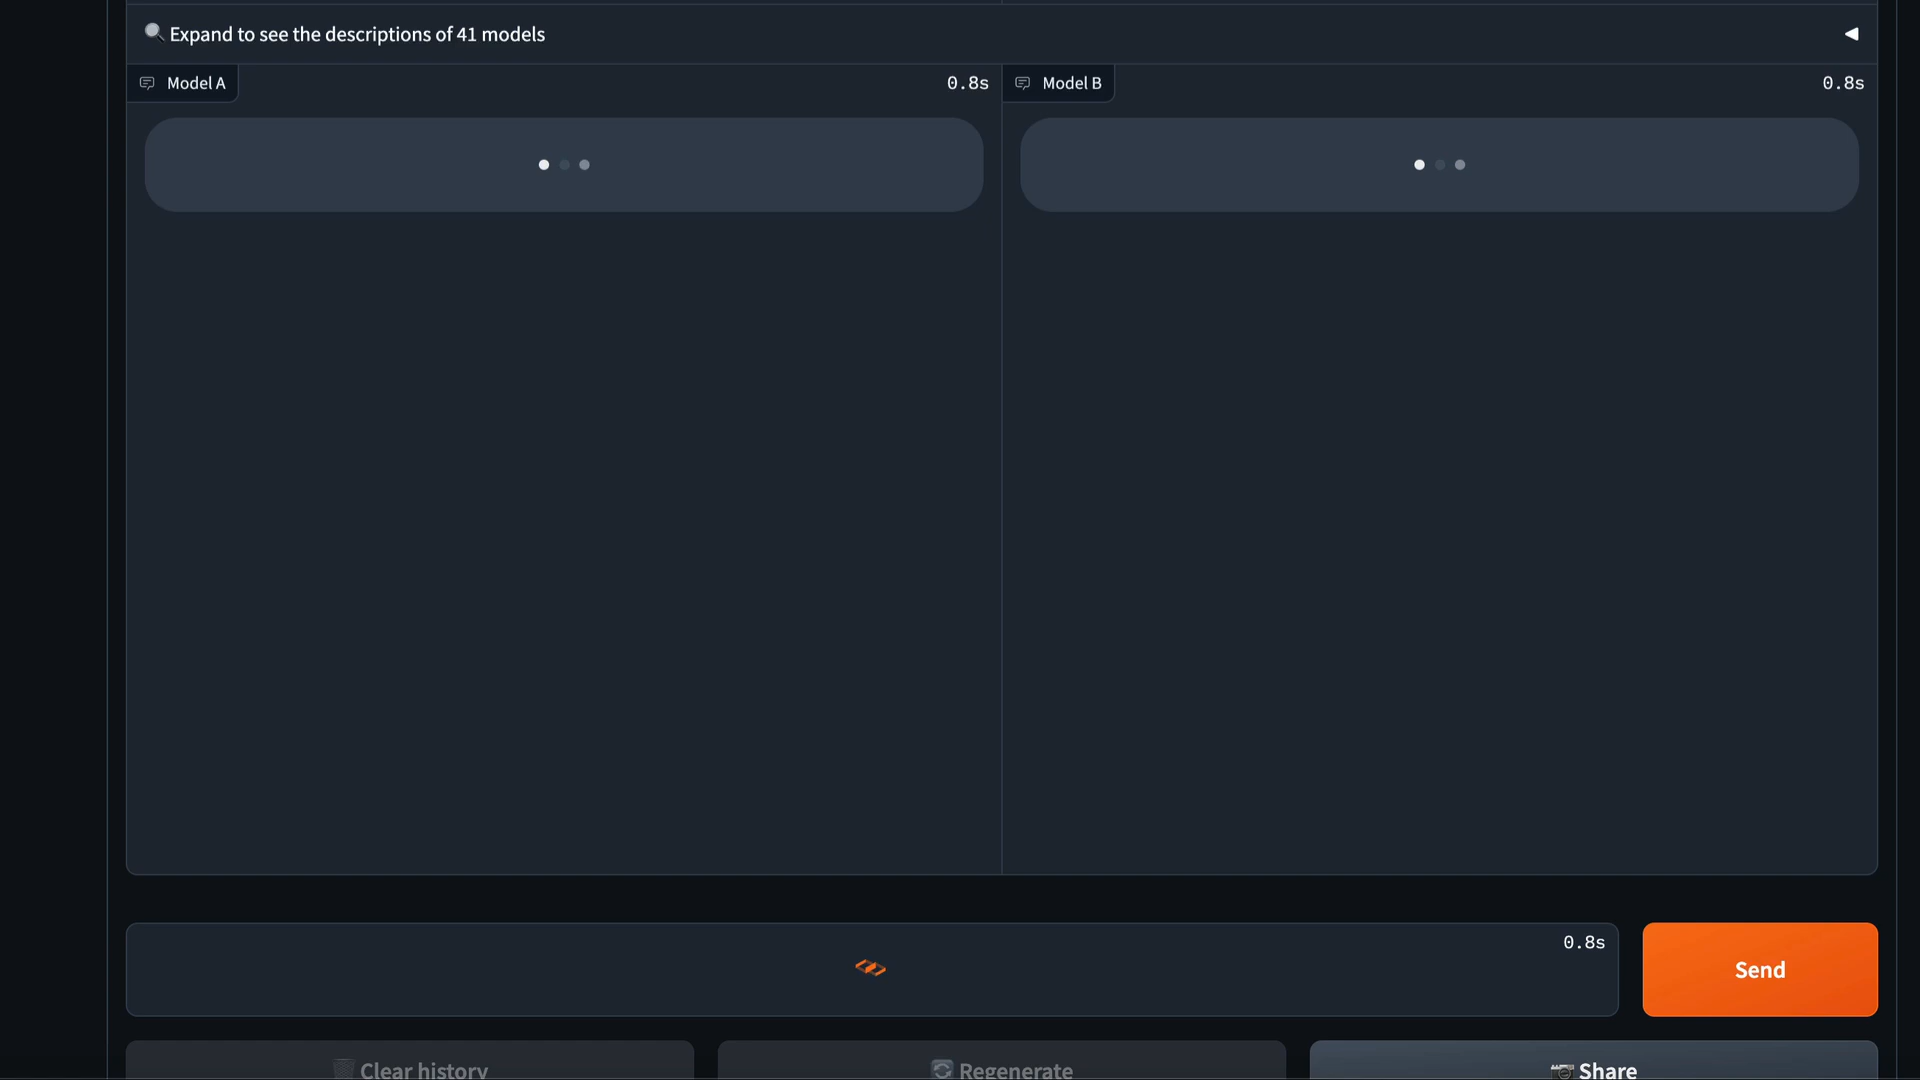 Expand to see the descriptions of 41 models
Model A
0.8s
Model B
0.8s
0.8s
Send
Clear history
Regenerate
Share